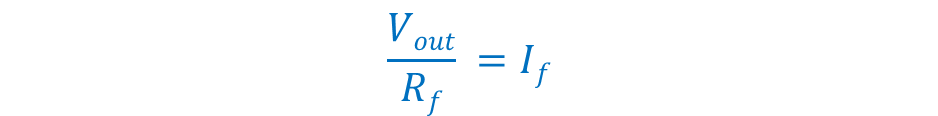 V_out / R_f = I_f